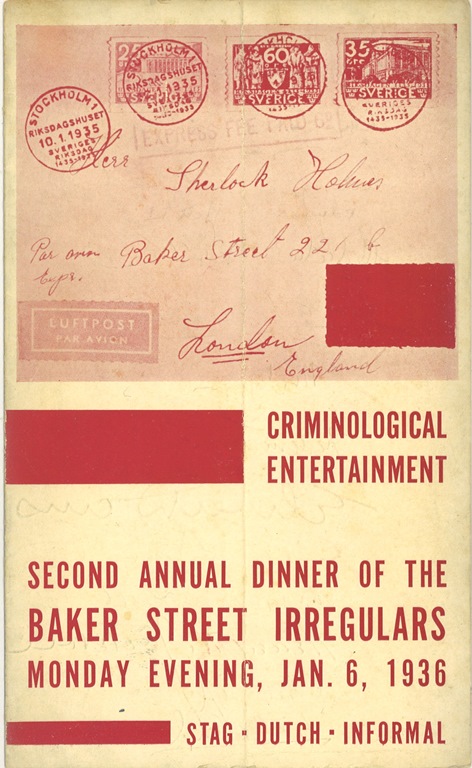 STOCKHOLM 1
RIKSDAGSHUSET
10.1.1935
SVERIGES
RIKSDAG
1435-1935
25
60
35
SVERIGE
SVERIGE
EXPRESS FEE PAID
Herr
Sherlock Holmes
Par avion
Expr.
Baker Street 221 b
LUFTPOST
PAR AVION
London
England
CRIMINOLOGICAL
ENTERTAINMENT
SECOND ANNUAL DINNER OF THE
BAKER STREET IRREGULARS
MONDAY EVENING, JAN. 6, 1936
STAG · DUTCH · INFORMAL